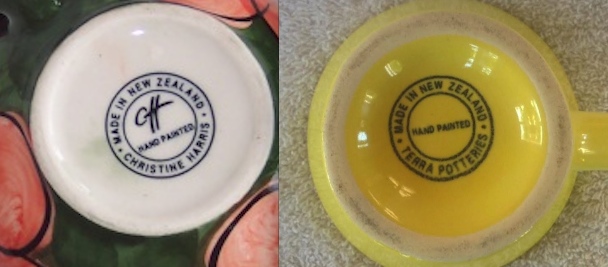 MADE IN NEW ZEALAND
CH
HAND PAINTED
CHRISTINE HARRIS
MADE IN NEW ZEALAND
HAND PAINTED
TERRA POTTERIES